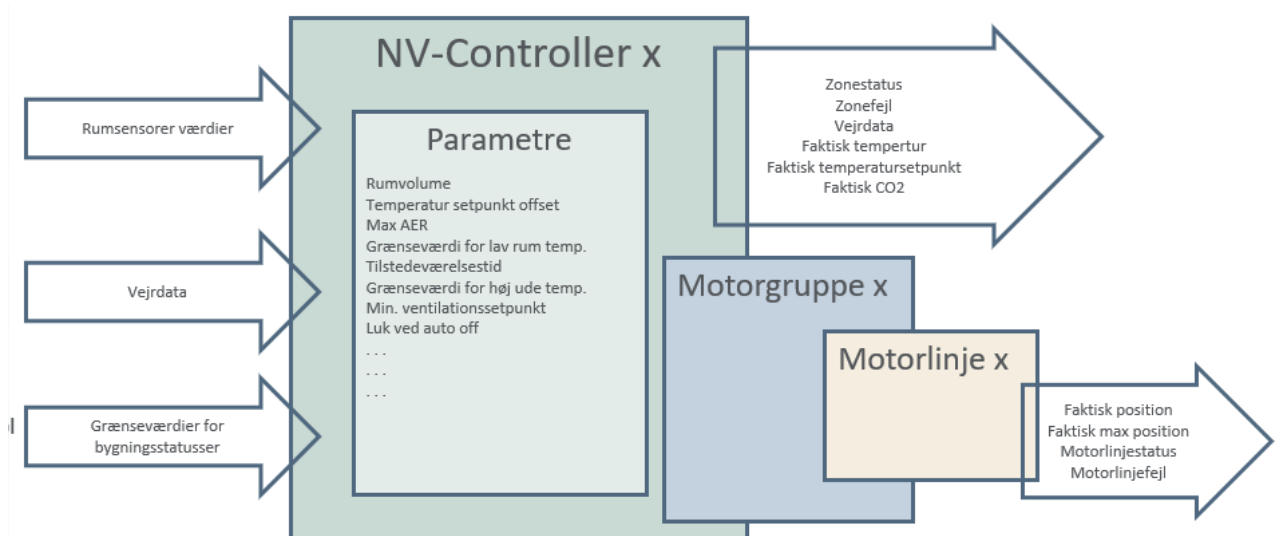 NV-Controller x
Rumsensorer værdier
Vejrdata
Grænseværdier for
bygningsstatusser
Parametre
Rumvolume
Temperatur setpunkt offset
Max AER
Grænseværdi for lav rum temp.
Tilstedeværelsestid
Grænseværdi for høj ude temp.
Min. ventilationssetpunkt
Luk ved auto off
. . .
. . .
. . .
Zonestatus
Zonefejl
Vejrdata
Faktisk tempertur
Faktisk temperatursetpunkt
Faktisk CO2
Motorgruppe x
Motorlinje x
Faktisk position
Faktisk max position
Motorlinjestatus
Motorlinjefejl